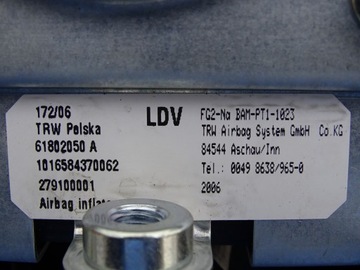 172/06
TRW Polska
61802050 A
1016584370062
279100001
Airbag inflator
LDV
FG2-Na BAM-PT1-1023
TRW Airbag System GmbH Co.KG
84544 Aschau/Inn
Tel.: 0049 8638/965-0
2006